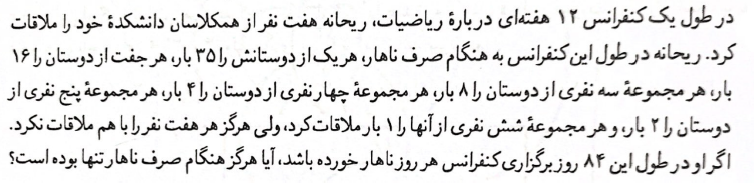 در طول یک کنفرانس ۱۲ هفته‌ای دربارهٔ ریاضیات، ریحانه هفت نفر از همکلاسان دانشکدهٔ خود را ملاقات
کرد. ریحانه در طول این کنفرانس به هنگام صرف ناهار، هریک از دوستانش را ۳۵ بار، هر جفت از دوستان را ۱۶
بار، هر مجموعهٔ سه نفری از دوستان را ۸ بار، هر مجموعهٔ چهار نفری از دوستان را ۴ بار، هر مجموعهٔ پنج نفری از
دوستان را ۲ بار، و هر مجموعهٔ شش نفری از آنها را ۱ بار ملاقات کرد، ولی هرگز هر هفت نفر را با هم ملاقات نکرد.
اگر او در طول این ۸۴ روز برگزاری کنفرانس هر روز ناهار خورده باشد، آیا هرگز هنگام صرف ناهار تنها بوده است؟